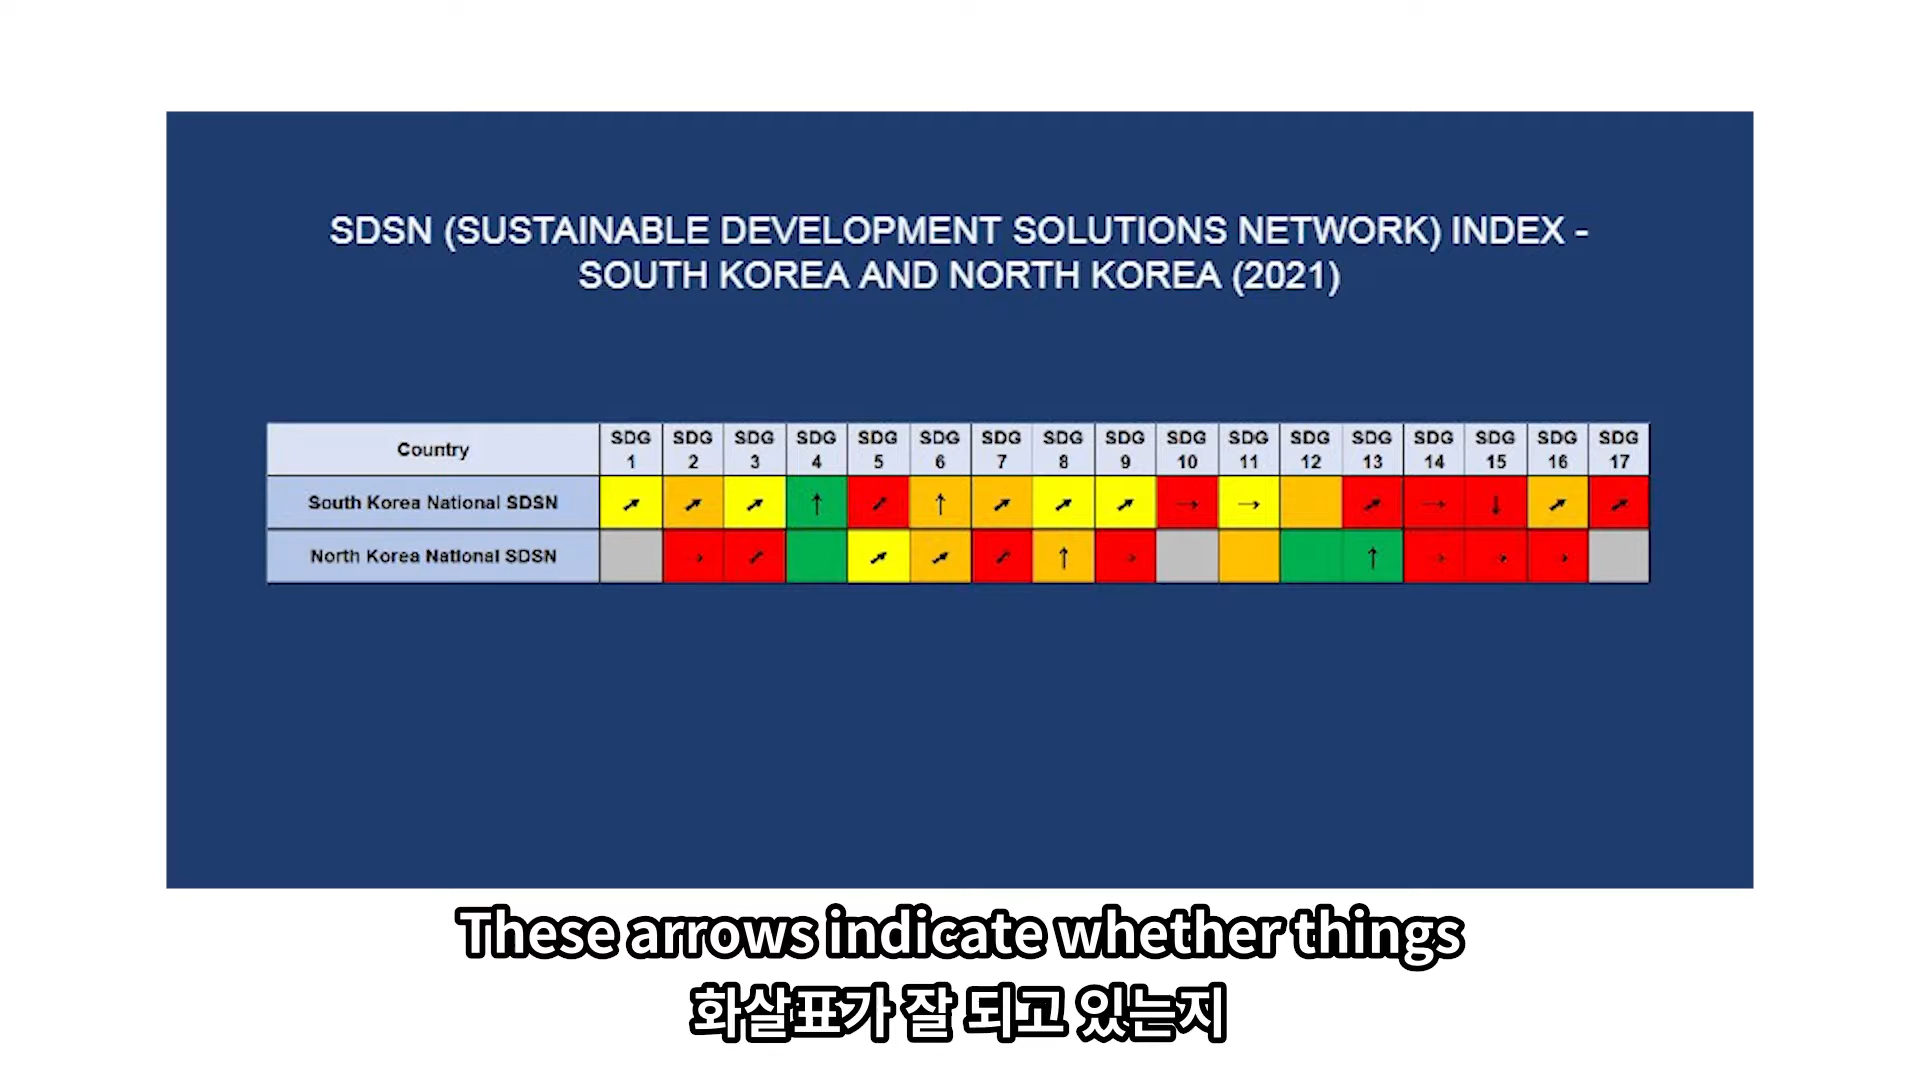 SDSN (SUSTAINABLE DEVELOPMENT SOLUTIONS NETWORK) INDEX -
SOUTH KOREA AND NORTH KOREA (2021)
Country SDG 1 SDG 2 SDG 3 SDG 4 SDG 5 SDG 6 SDG 7 SDG 8 SDG 9 SDG 10 SDG 11 SDG 12 SDG 13 SDG 14 SDG 15 SDG 16 SDG 17
South Korea National SDSN ↗ ↗ ↗ ↑ ↗ ↑ ↗ ↗ ↗ → → ↗ → ↓ ↗ ↗
North Korea National SDSN → ↗ ↗ ↗ ↗ ↑ → ↑ → → →
These arrows indicate whether things
화살표가 잘 되고 있는지